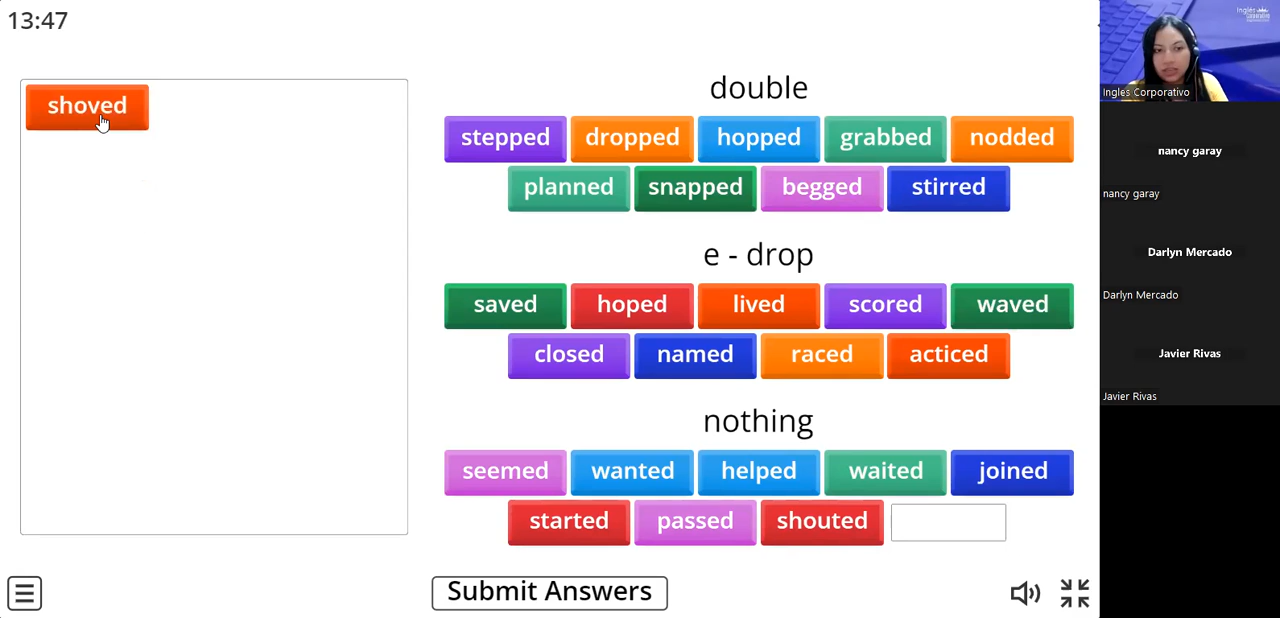 13:47
shoved
double
stepped dropped hopped grabbed nodded
planned snapped begged stirred
e - drop
saved hoped lived scored waved
closed named raced acticed
nothing
seemed wanted helped waited joined
started passed shouted
Submit Answers
Ingles
Ingles Corporativo
nancy garay
nancy garay
Darlyn Mercado
Darlyn Mercado
Javier Rivas
Javier Rivas